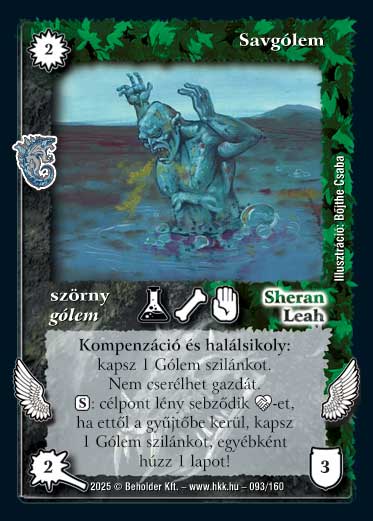 2
Savgólem
Illusztráció: Bőjthe Csaba
szörny
gólem
Sheran
Leah
Kompenzáció és halálsikoly:
kapsz 1 Gólem szilánkot.
Nem cserélhet gazdát.
S: célpont lény sebződik -et,
ha ettől a gyűjtőbe kerül, kapsz
1 Gólem szilánkot, egyébként
húzz 1 lapot!
2
3
2025 © Beholder Kft. – www.hkk.hu – 093/160